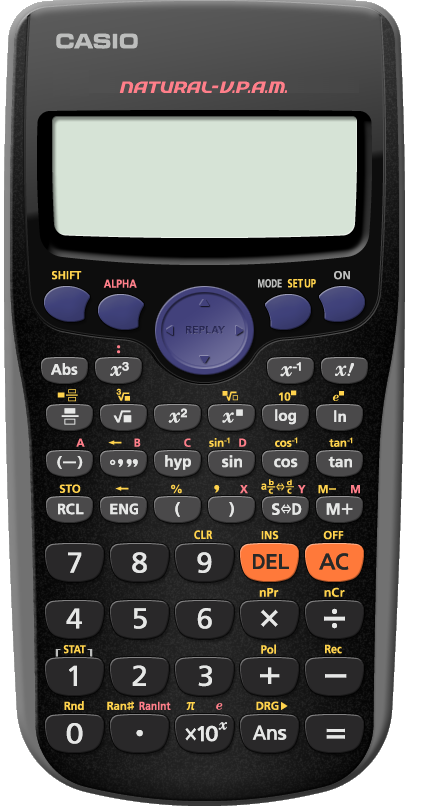 CASIO
NATURAL-V.P.A.M.
SHIFT ALPHA MODE SETUP ON
REPLAY
:
Abs x³ x⁻¹ x!
³√■ ■√□ 10■ e■
√■ x² x■ log ln
A ← B C sin⁻¹ D cos⁻¹ tan⁻¹
(−) °,,, hyp sin cos tan
STO ← % , X a b/c⇔d/c Y M− M
RCL ENG ( ) S⇔D M+
CLR INS OFF
7 8 9 DEL AC
nPr nCr
4 5 6 × ÷
STAT Pol Rec
1 2 3 + −
Rnd Ran# RanInt π e DRG▶
0 · ×10ˣ Ans =